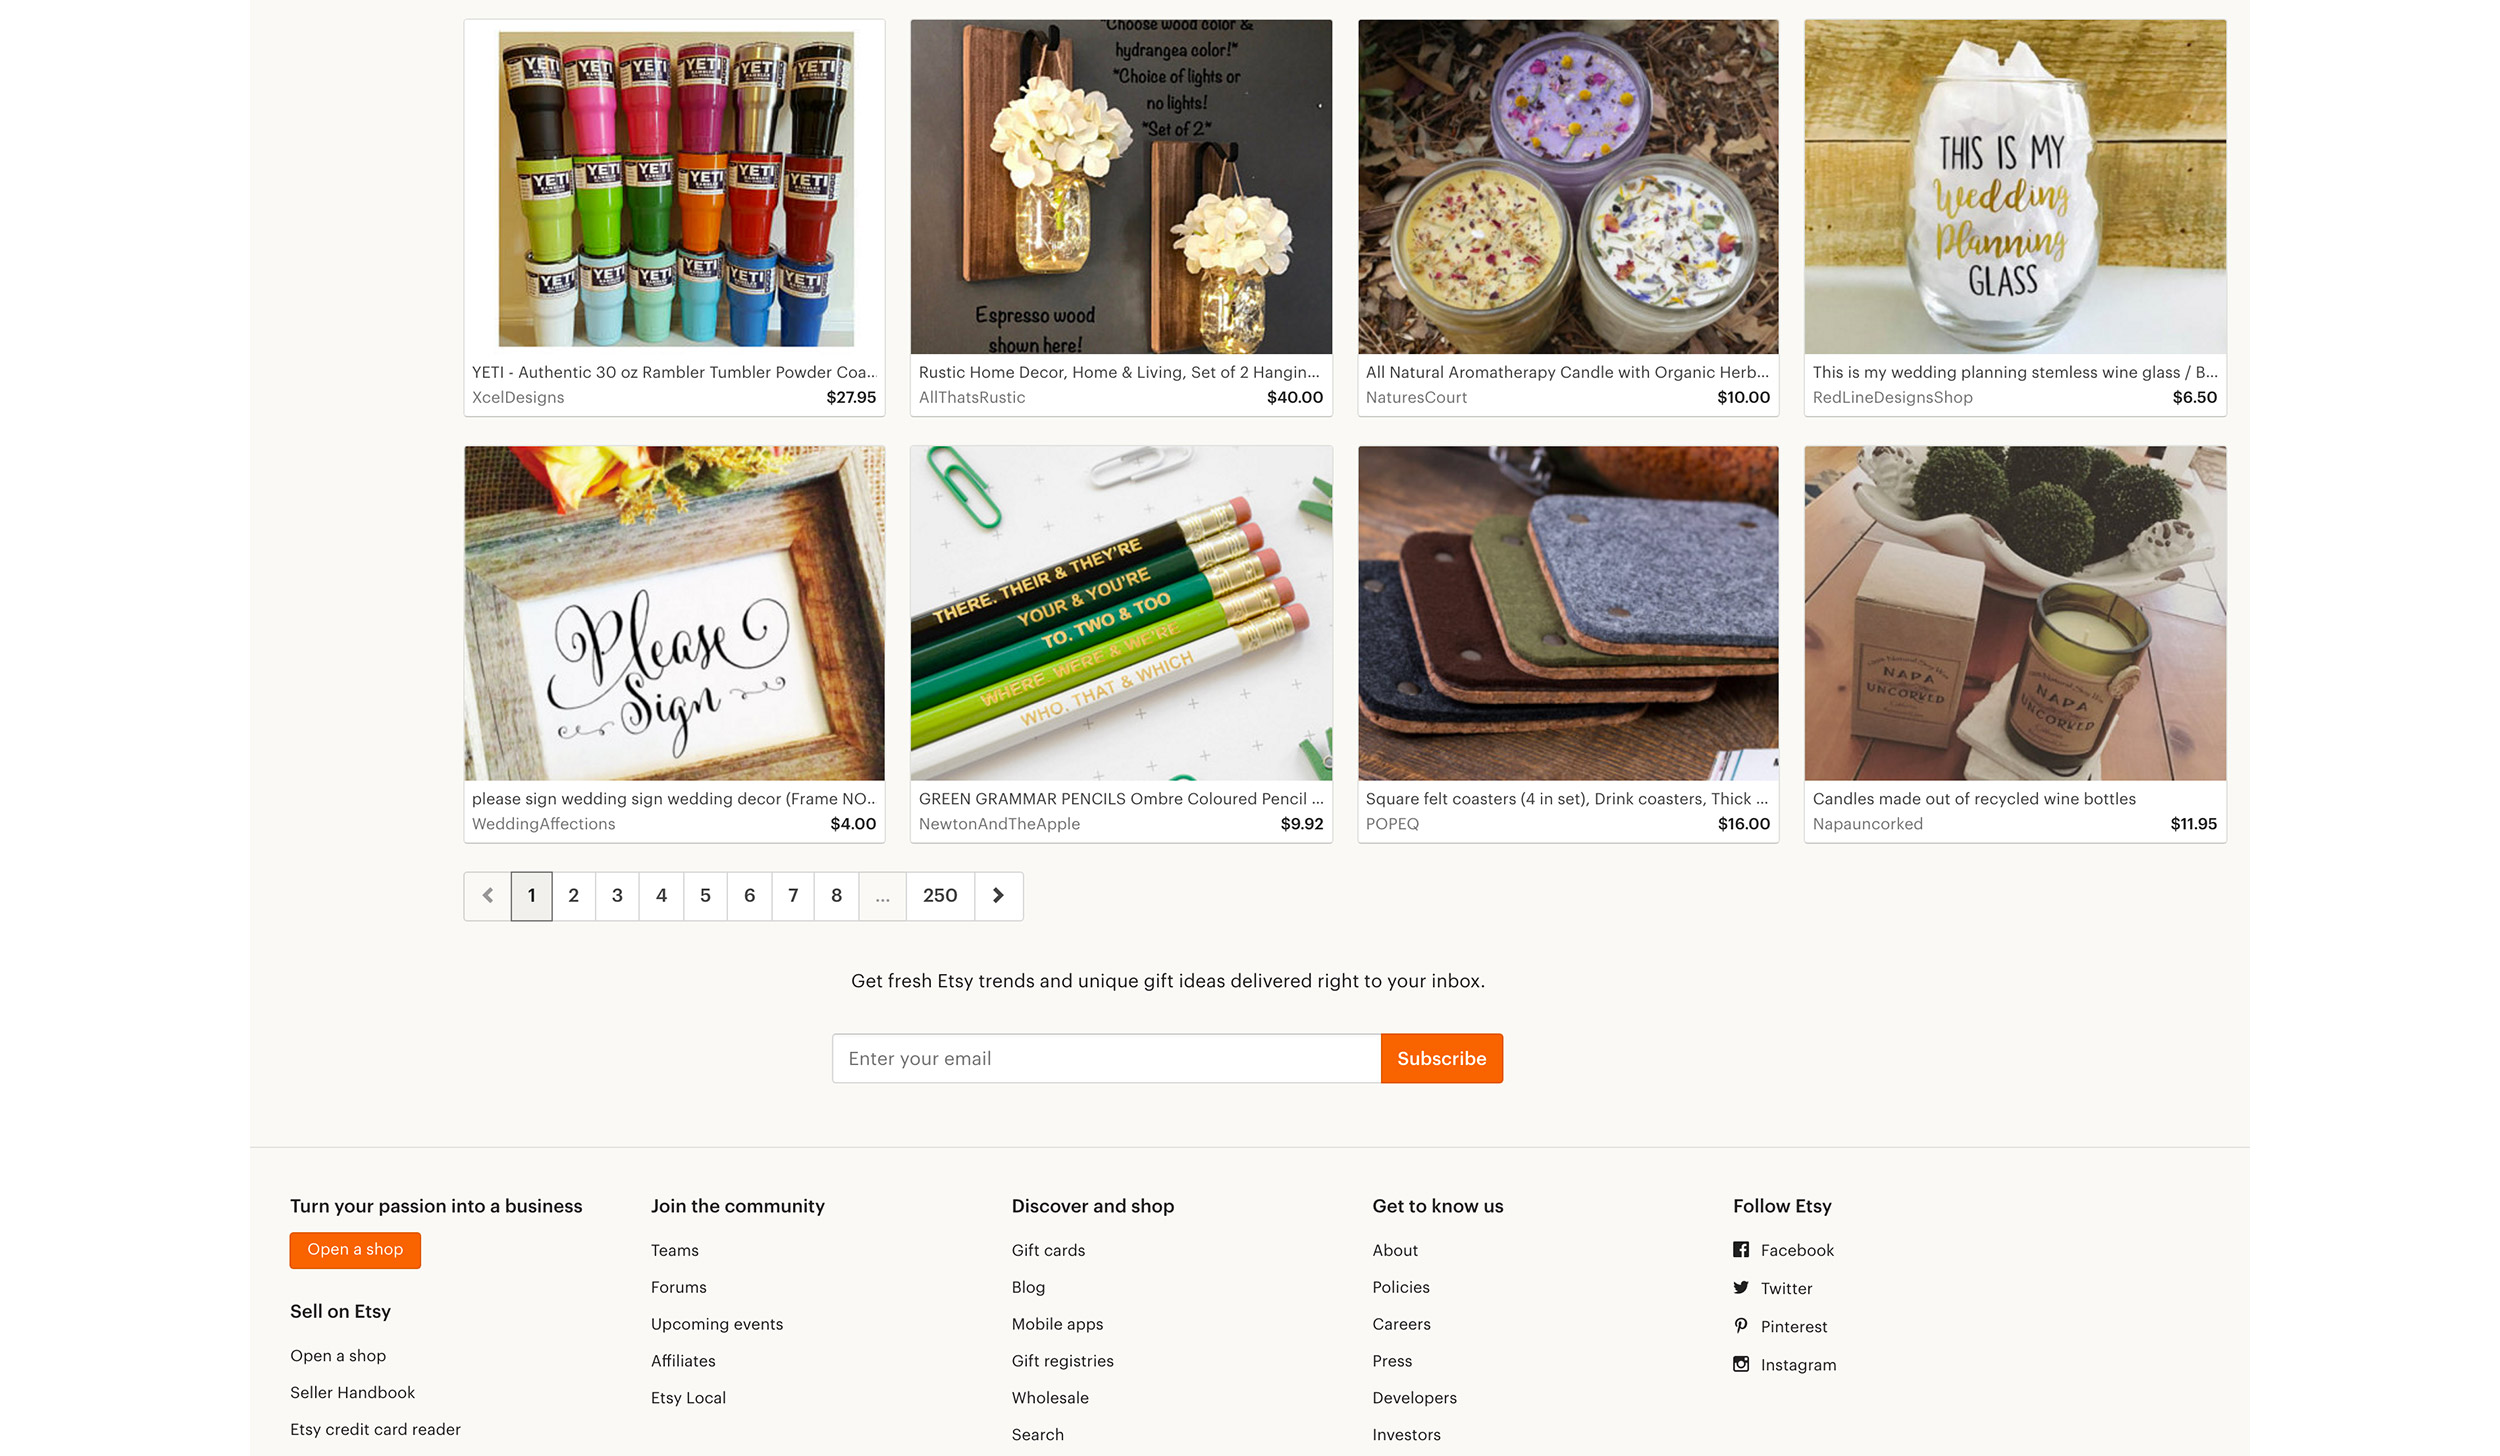 YETI YETI YETI YETI YETI YETI
YETI YETI YETI YETI YETI YETI
YETI YETI YETI YETI YETI YETI
"Choose wood color &
hydrangea color!"
"Choice of lights or
no lights!
"Set of 2"
Espresso wood
shown here!
THIS IS MY
Wedding
Planning
GLASS
YETI - Authentic 30 oz Rambler Tumbler Powder Coa...
XcelDesigns $27.95
Rustic Home Decor, Home & Living, Set of 2 Hangin...
AllThatsRustic $40.00
All Natural Aromatherapy Candle with Organic Herb...
NaturesCourt $10.00
This is my wedding planning stemless wine glass / B...
RedLineDesignsShop $6.50
Please
Sign
THERE, THEIR & THEY'RE
YOUR & YOU'RE
TO, TWO & TOO
WHERE, WERE & WE'RE
WHO, THAT & WHICH
NAPA
UNCORKED
NAPA
UNCORKED
please sign wedding sign wedding decor (Frame NO...
WeddingAffections $4.00
GREEN GRAMMAR PENCILS Ombre Coloured Pencil ...
NewtonAndTheApple $9.92
Square felt coasters (4 in set), Drink coasters, Thick ...
POPEQ $16.00
Candles made out of recycled wine bottles
Napauncorked $11.95
1 2 3 4 5 6 7 8 ... 250
Get fresh Etsy trends and unique gift ideas delivered right to your inbox.
Enter your email Subscribe
Turn your passion into a business
Open a shop
Sell on Etsy
Open a shop
Seller Handbook
Etsy credit card reader
Join the community
Teams
Forums
Upcoming events
Affiliates
Etsy Local
Discover and shop
Gift cards
Blog
Mobile apps
Gift registries
Wholesale
Search
Get to know us
About
Policies
Careers
Press
Developers
Investors
Follow Etsy
Facebook
Twitter
Pinterest
Instagram